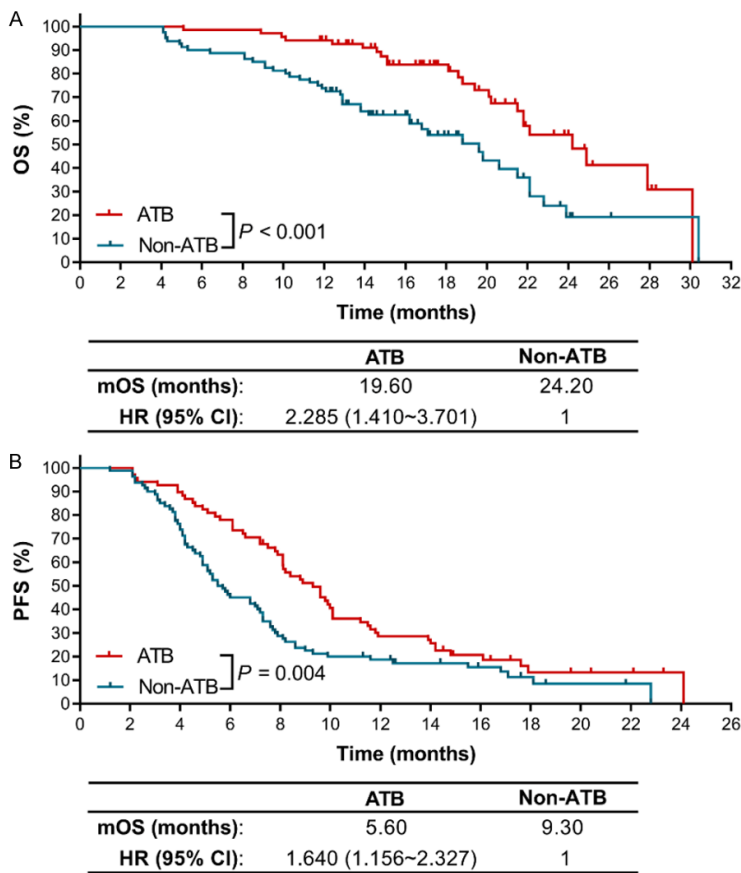 A
OS (%)
100
90
80
70
60
50
40
30
20
10
0
ATB
Non-ATB
P < 0.001
0 2 4 6 8 10 12 14 16 18 20 22 24 26 28 30 32
Time (months)
ATB Non-ATB
mOS (months): 19.60 24.20
HR (95% CI): 2.285 (1.410~3.701) 1
B
PFS (%)
100
90
80
70
60
50
40
30
20
10
0
ATB
Non-ATB
P = 0.004
0 2 4 6 8 10 12 14 16 18 20 22 24 26
Time (months)
ATB Non-ATB
mOS (months): 5.60 9.30
HR (95% CI): 1.640 (1.156~2.327) 1